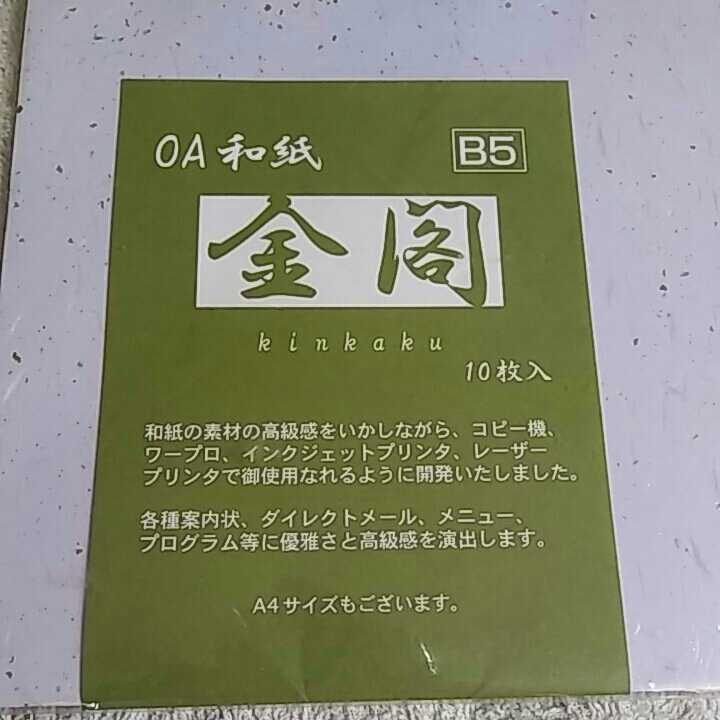 OA和紙 B5
金閣
kinkaku
10枚入
和紙の素材の高級感をいかしながら、コピー機、
ワープロ、インクジェットプリンタ、レーザー
プリンタで御使用なれるように開発いたしました。
各種案内状、ダイレクトメール、メニュー、
プログラム等に優雅さと高級感を演出します。
A4サイズもございます。